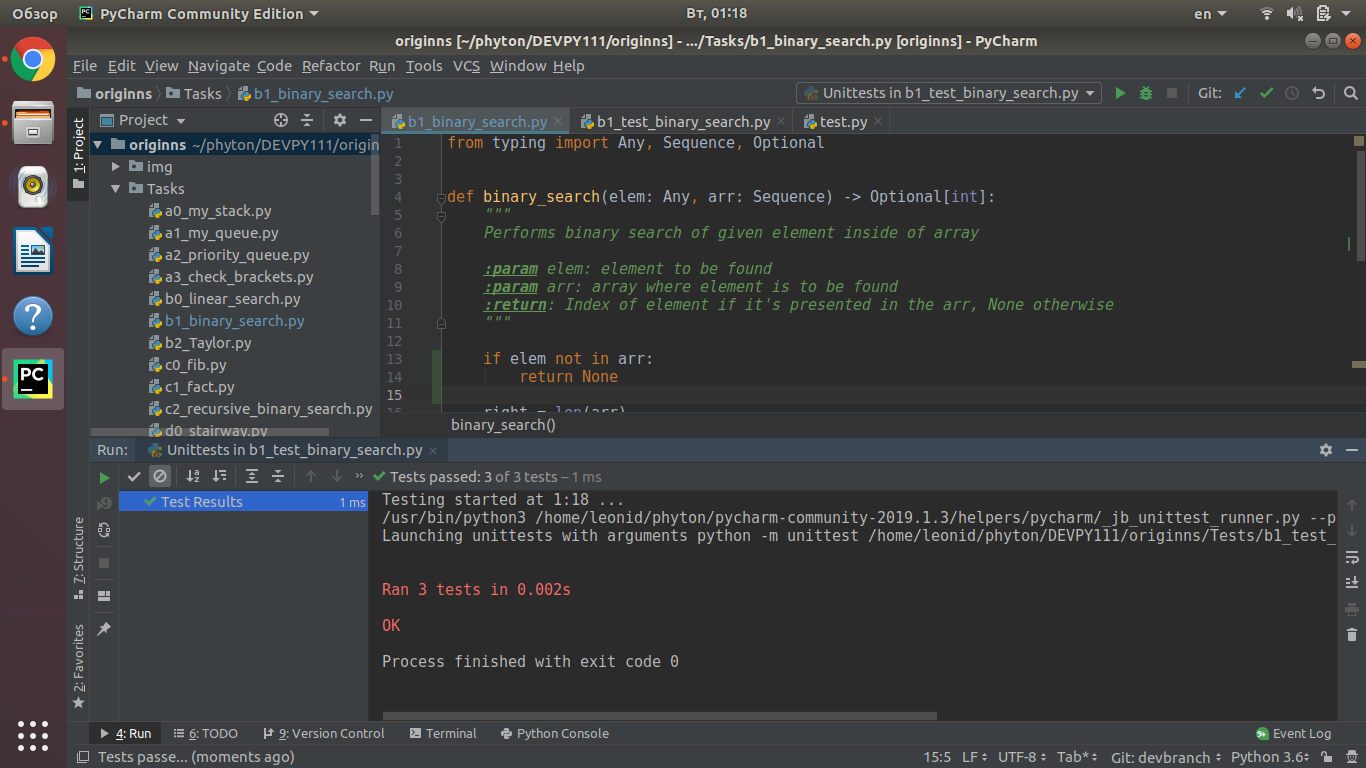 Обзор PyCharm Community Edition Вт, 01:18 en
originns [~/phyton/DEVPY111/originns] - .../Tasks/b1_binary_search.py [originns] - PyCharm
File Edit View Navigate Code Refactor Run Tools VCS Window Help
originns Tasks b1_binary_search.py Unittests in b1_test_binary_search.py Git:
1: Project
Project
originns ~/phyton/DEVPY111/origin
img
Tasks
a0_my_stack.py
a1_my_queue.py
a2_priority_queue.py
a3_check_brackets.py
b0_linear_search.py
b1_binary_search.py
b2_Taylor.py
c0_fib.py
c1_fact.py
c2_recursive_binary_search.py
d0_stairway.py
b1_binary_search.py b1_test_binary_search.py test.py
1 from typing import Any, Sequence, Optional
2
3
4 def binary_search(elem: Any, arr: Sequence) -> Optional[int]:
5 """
6 Performs binary search of given element inside of array
7
8 :param elem: element to be found
9 :param arr: array where element is to be found
10 :return: Index of element if it's presented in the arr, None otherwise
11 """
12
13 if elem not in arr:
14 return None
15
16 right = len(arr)
binary_search()
Run: Unittests in b1_test_binary_search.py
Tests passed: 3 of 3 tests – 1 ms
Test Results 1 ms
Testing started at 1:18 ...
/usr/bin/python3 /home/leonid/phyton/pycharm-community-2019.1.3/helpers/pycharm/_jb_unittest_runner.py --p
Launching unittests with arguments python -m unittest /home/leonid/phyton/DEVPY111/originns/Tests/b1_test_
Ran 3 tests in 0.002s
OK
Process finished with exit code 0
7: Structure
2: Favorites
PC
4: Run 6: TODO 9: Version Control Terminal Python Console 9+ Event Log
Tests passe... (moments ago) 15:5 LF UTF-8 Tab* Git: devbranch Python 3.6